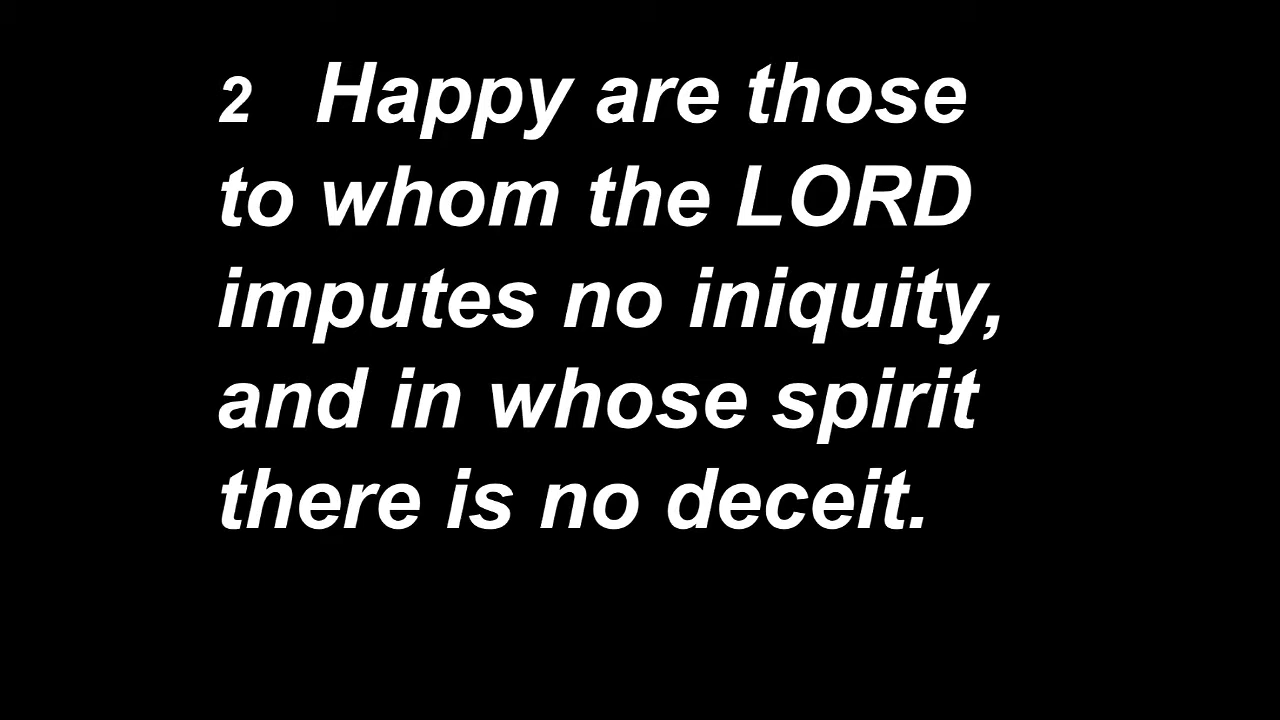 2 Happy are those
to whom the LORD
imputes no iniquity,
and in whose spirit
there is no deceit.